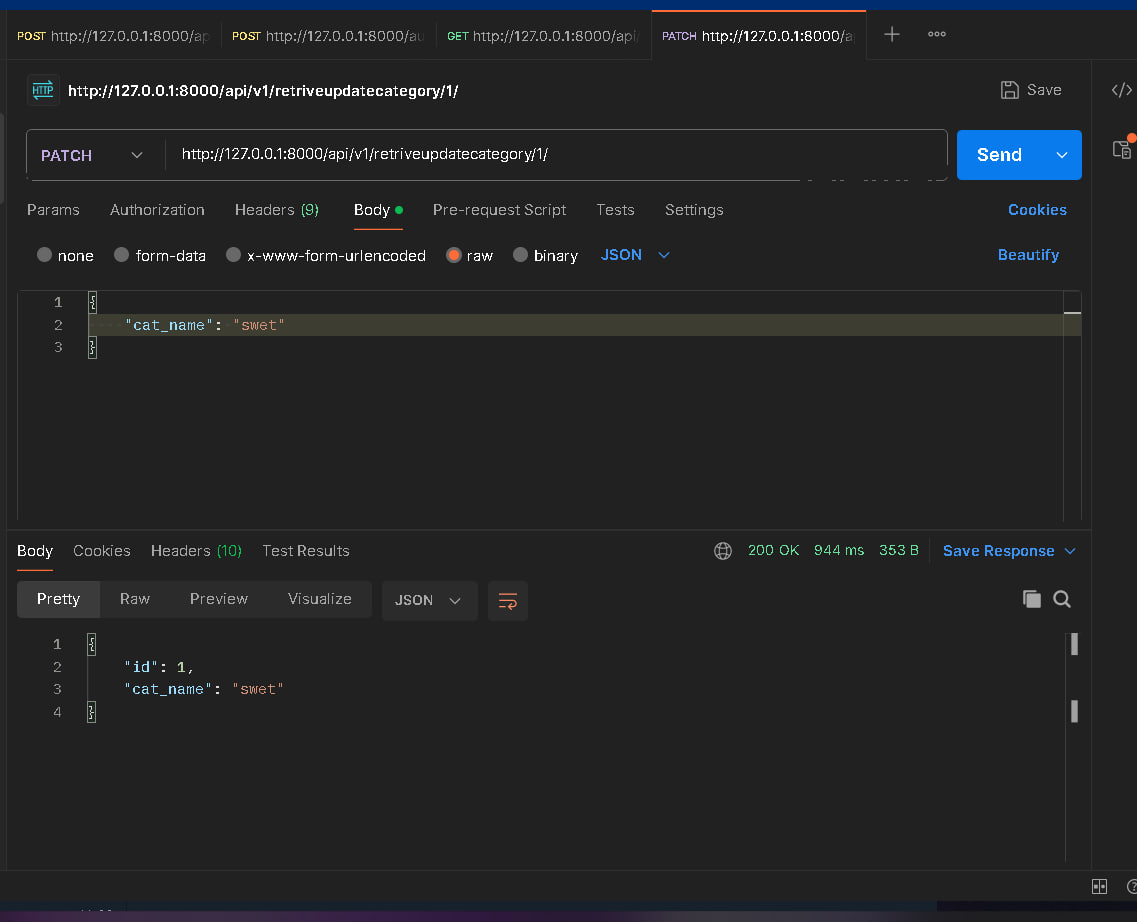 POST http://127.0.0.1:8000/ap POST http://127.0.0.1:8000/au GET http://127.0.0.1:8000/api/ PATCH http://127.0.0.1:8000/a
HTTP http://127.0.0.1:8000/api/v1/retriveupdatecategory/1/ Save </>
PATCH http://127.0.0.1:8000/api/v1/retriveupdatecategory/1/ Send
Params Authorization Headers (9) Body Pre-request Script Tests Settings Cookies
none form-data x-www-form-urlencoded raw binary JSON Beautify
1 {
2 "cat_name": "swet"
3 }
Body Cookies Headers (10) Test Results 200 OK 944 ms 353 B Save Response
Pretty Raw Preview Visualize JSON
1 {
2 "id": 1,
3 "cat_name": "swet"
4 }